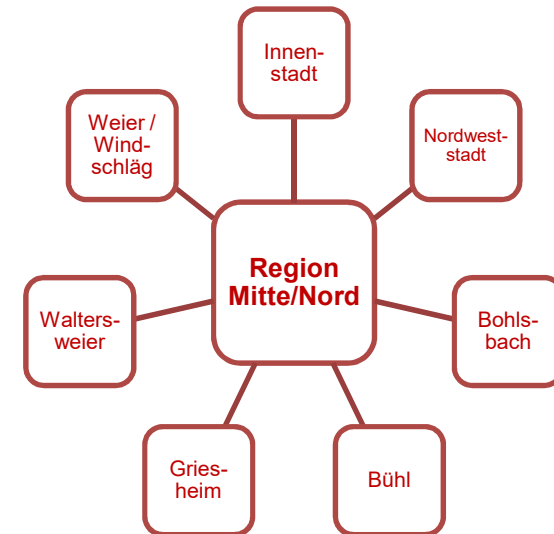 Innen-
stadt
Nordwest-
stadt
Bohls-
bach
Bühl
Gries-
heim
Walters-
weier
Weier /
Wind-
schläg
Region
Mitte/Nord